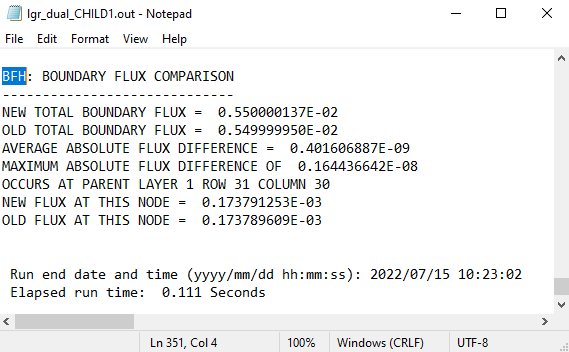 lgr_dual_CHILD1.out - Notepad
File Edit Format View Help
BFH: BOUNDARY FLUX COMPARISON
-----------------------------
NEW TOTAL BOUNDARY FLUX =  0.550000137E-02
OLD TOTAL BOUNDARY FLUX =  0.549999950E-02
AVERAGE ABSOLUTE FLUX DIFFERENCE =  0.401606887E-09
MAXIMUM ABSOLUTE FLUX DIFFERENCE OF  0.164436642E-08
OCCURS AT PARENT LAYER 1 ROW 31 COLUMN 30
NEW FLUX AT THIS NODE =  0.173791253E-03
OLD FLUX AT THIS NODE =  0.173789609E-03
Run end date and time (yyyy/mm/dd hh:mm:ss): 2022/07/15 10:23:02
Elapsed run time:  0.111 Seconds
Ln 351, Col 4 100% Windows (CRLF) UTF-8